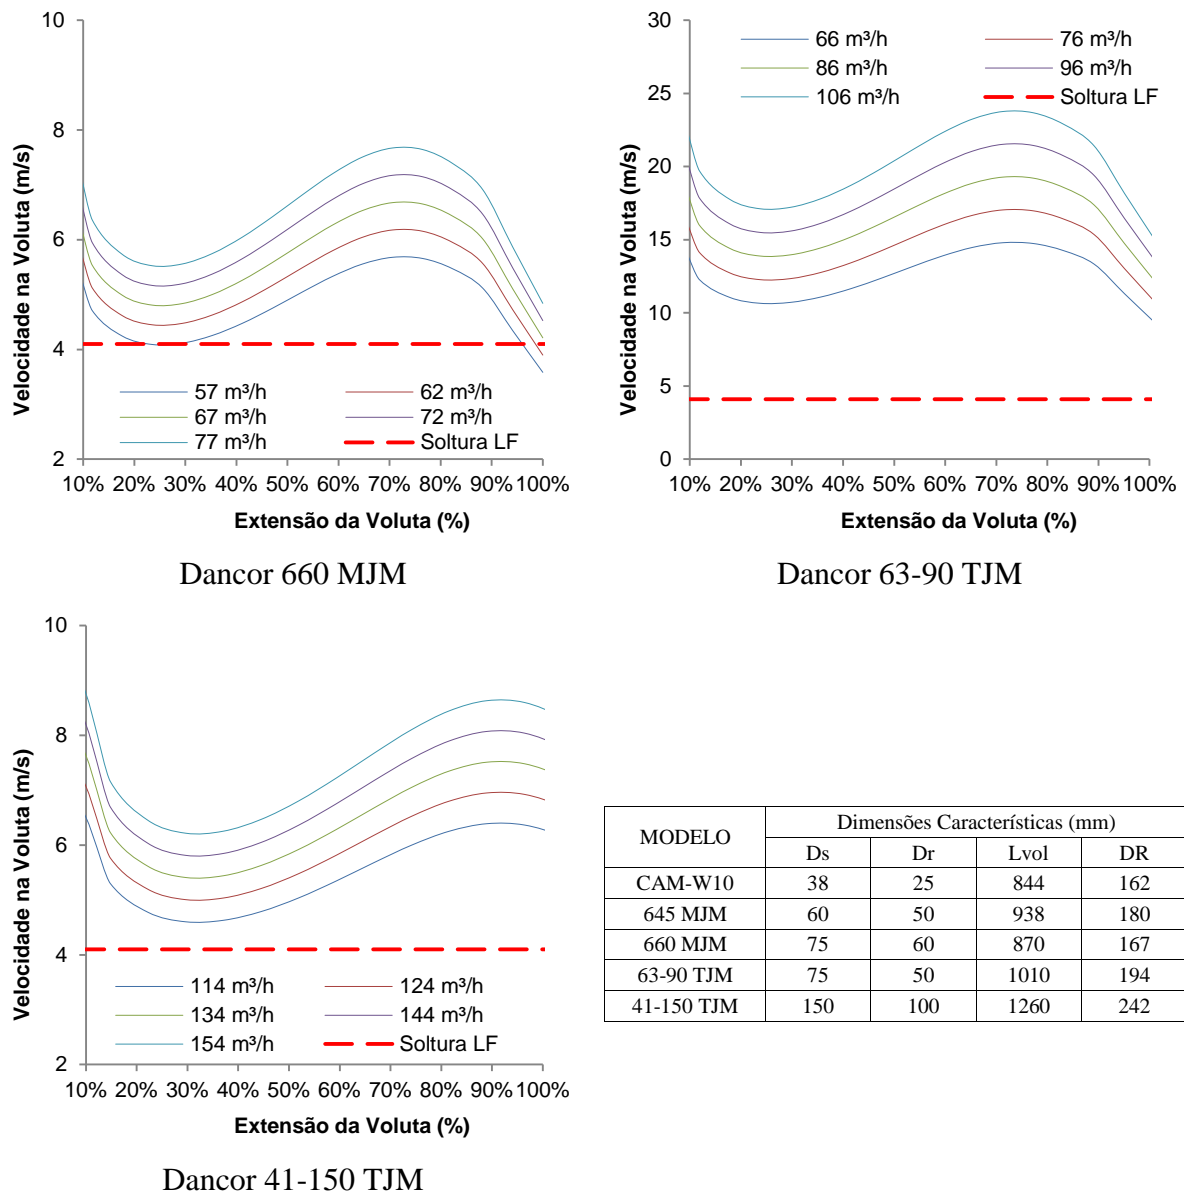 10
8
6
4
2
Velocidade na Voluta (m/s)
57 m³/h
62 m³/h
67 m³/h
72 m³/h
77 m³/h
Soltura LF
10% 20% 30% 40% 50% 60% 70% 80% 90% 100%
Extensão da Voluta (%)
Dancor 660 MJM
30
25
20
15
10
5
0
Velocidade na Voluta (m/s)
66 m³/h
76 m³/h
86 m³/h
96 m³/h
106 m³/h
Soltura LF
10% 20% 30% 40% 50% 60% 70% 80% 90% 100%
Extensão da Voluta (%)
Dancor 63-90 TJM
10
8
6
4
2
Velocidade na Voluta (m/s)
114 m³/h
124 m³/h
134 m³/h
144 m³/h
154 m³/h
Soltura LF
10% 20% 30% 40% 50% 60% 70% 80% 90% 100%
Extensão da Voluta (%)
Dancor 41-150 TJM
MODELO Dimensões Características (mm)
Ds Dr Lvol DR
CAM-W10 38 25 844 162
645 MJM 60 50 938 180
660 MJM 75 60 870 167
63-90 TJM 75 50 1010 194
41-150 TJM 150 100 1260 242